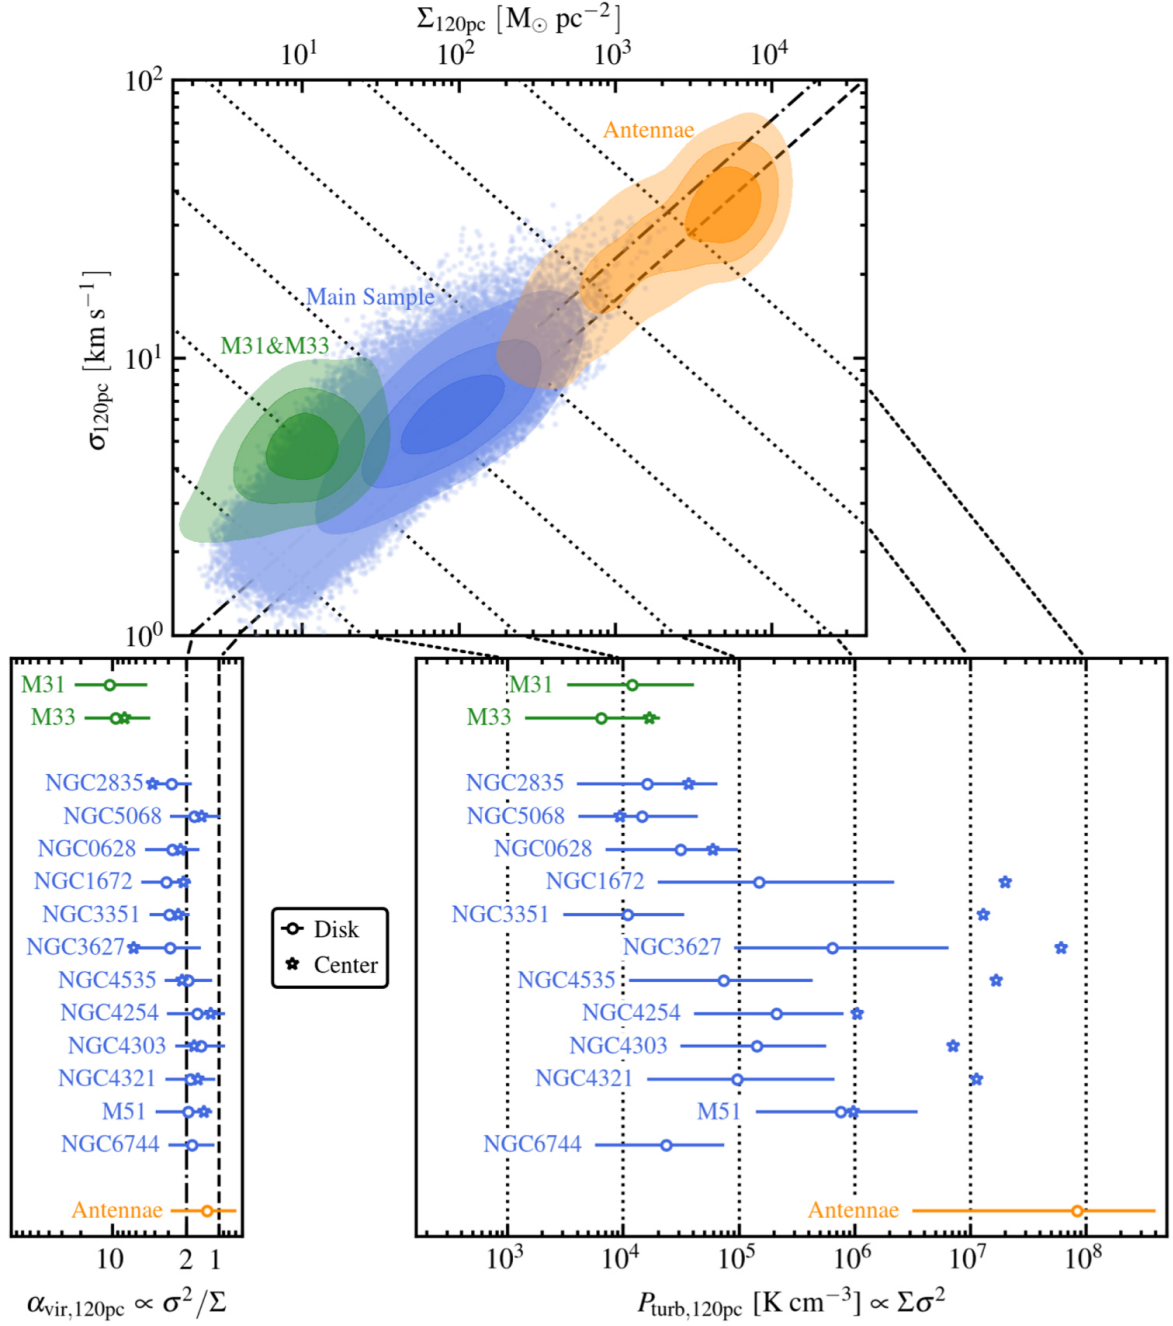 Σ₁₂₀pc [M☉ pc⁻²]
10¹ 10² 10³ 10⁴
10²
Antennae
Main Sample
M31&M33
10¹
σ₁₂₀pc [km s⁻¹]
10⁰
M31 M31
M33 M33
NGC2835 NGC2835
NGC5068 NGC5068
NGC0628 NGC0628
NGC1672 NGC1672
NGC3351 NGC3351
Disk
NGC3627 NGC3627
Center
NGC4535 NGC4535
NGC4254 NGC4254
NGC4303 NGC4303
NGC4321 NGC4321
M51 M51
NGC6744 NGC6744
Antennae Antennae
10 2 1 10³ 10⁴ 10⁵ 10⁶ 10⁷ 10⁸
α_vir,120pc ∝ σ²/Σ P_turb,120pc [K cm⁻³] ∝ Σσ²